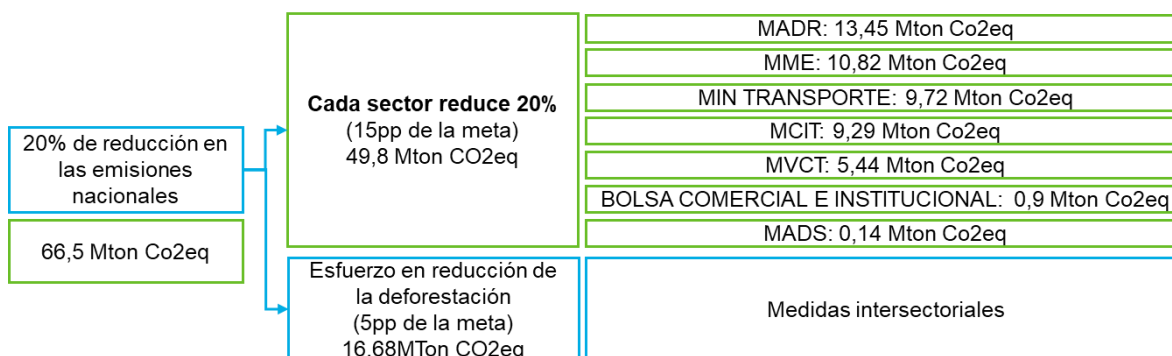 20% de reducción en
las emisiones
nacionales
66,5 Mton Co2eq
Cada sector reduce 20%
(15pp de la meta)
49,8 Mton CO2eq
MADR: 13,45 Mton Co2eq
MME: 10,82 Mton Co2eq
MIN TRANSPORTE: 9,72 Mton Co2eq
MCIT: 9,29 Mton Co2eq
MVCT: 5,44 Mton Co2eq
BOLSA COMERCIAL E INSTITUCIONAL: 0,9 Mton Co2eq
MADS: 0,14 Mton Co2eq
Esfuerzo en reducción de
la deforestación
(5pp de la meta)
16,68MTon CO2eq
Medidas intersectoriales